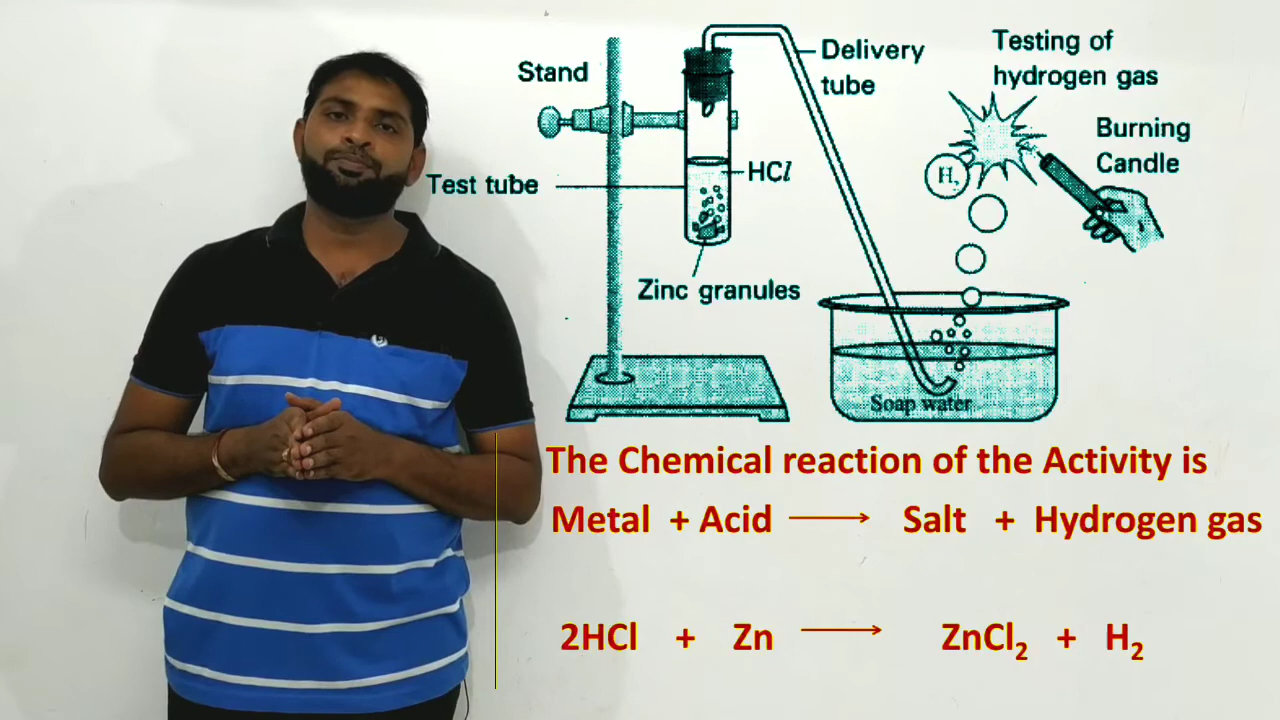 Stand
Delivery
tube
Testing of
hydrogen gas
Burning
Candle
H₂
HCl
Test tube
Zinc granules
Soap water
The Chemical reaction of the Activity is
Metal + Acid ⟶ Salt + Hydrogen gas
2HCl + Zn ⟶ ZnCl₂ + H₂